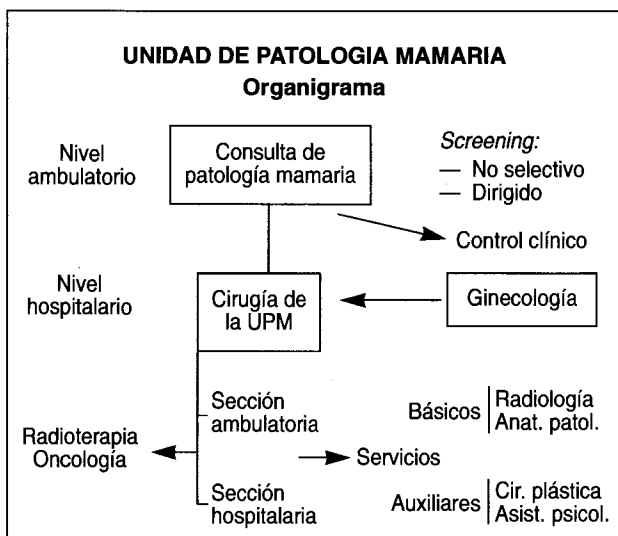 UNIDAD DE PATOLOGIA MAMARIA
Organigrama
Nivel
ambulatorio
Consulta de
patología mamaria
Screening:
— No selectivo
— Dirigido
Control clínico
Nivel
hospitalario
Cirugía de
la UPM
Ginecología
Sección
ambulatoria
Básicos
Radiología
Anat. patol.
Radioterapia
Oncología
Servicios
Sección
hospitalaria
Auxiliares
Cir. plástica
Asist. psicol.